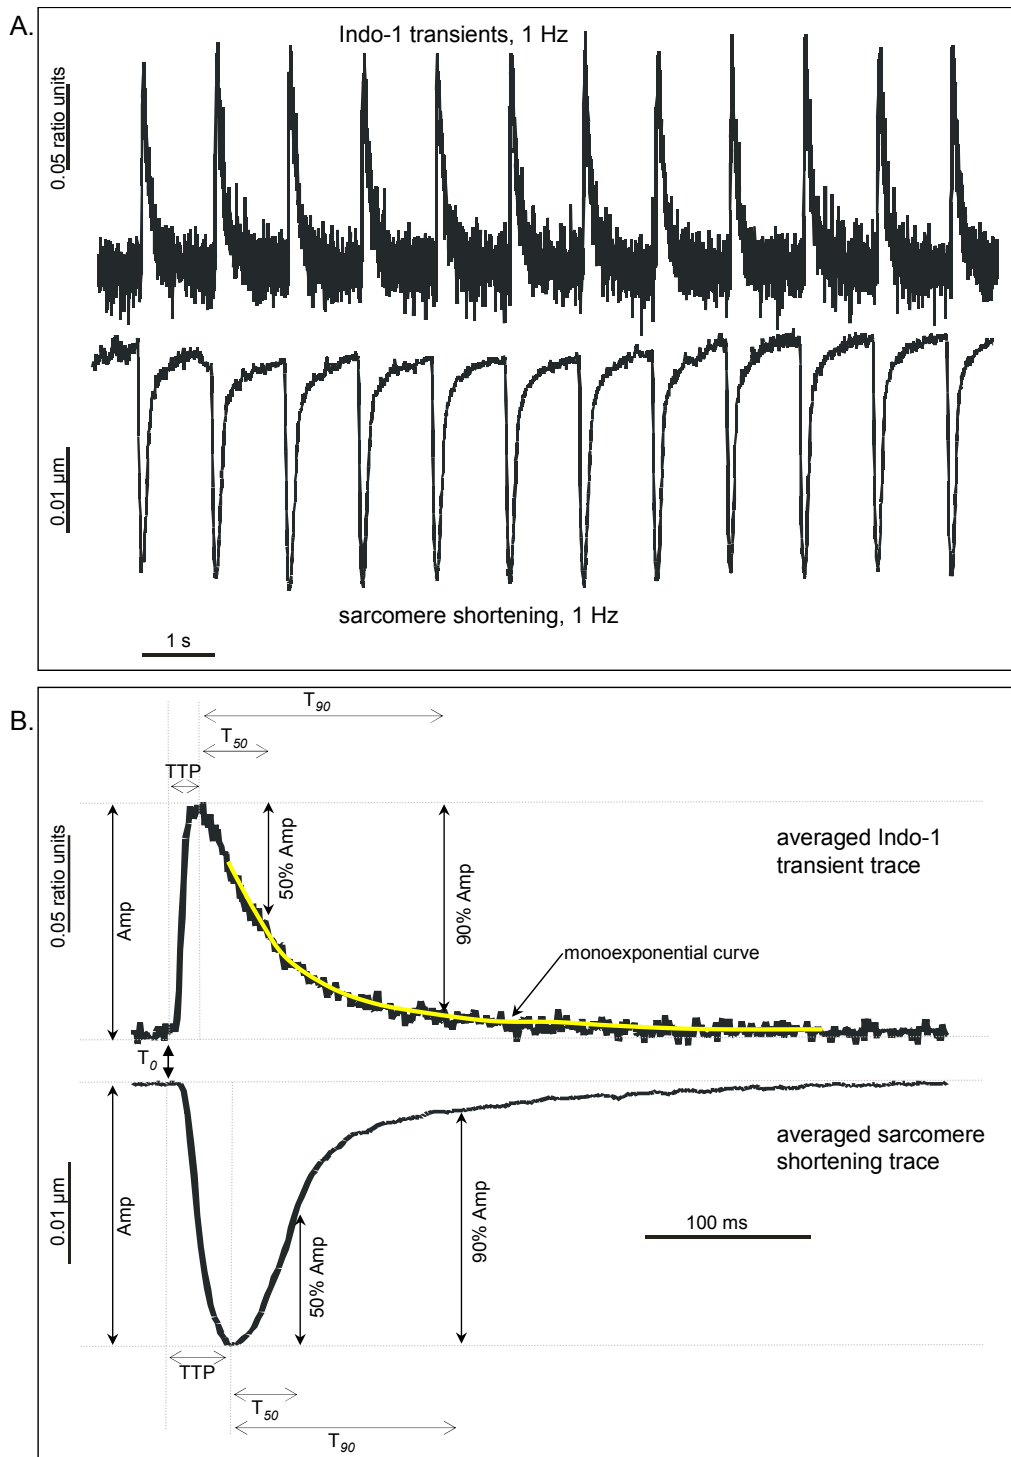 A.
Indo-1 transients, 1 Hz
0.05 ratio units
0.01 µm
sarcomere shortening, 1 Hz
1 s
B.
T90
T50
TTP
0.05 ratio units
Amp
50% Amp
90% Amp
averaged Indo-1
transient trace
monoexponential curve
T0
0.01 µm
Amp
50% Amp
90% Amp
averaged sarcomere
shortening trace
100 ms
TTP
T50
T90